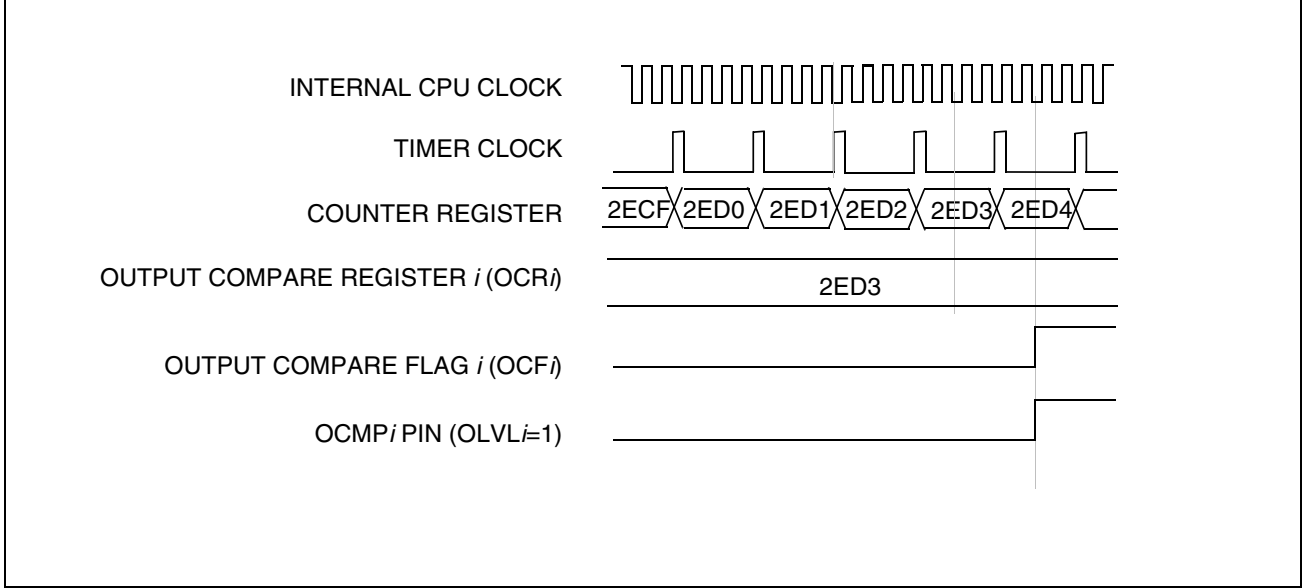 INTERNAL CPU CLOCK
TIMER CLOCK
COUNTER REGISTER 2ECF 2ED0 2ED1 2ED2 2ED3 2ED4
OUTPUT COMPARE REGISTER i (OCRi) 2ED3
OUTPUT COMPARE FLAG i (OCFi)
OCMPi PIN (OLVLi=1)